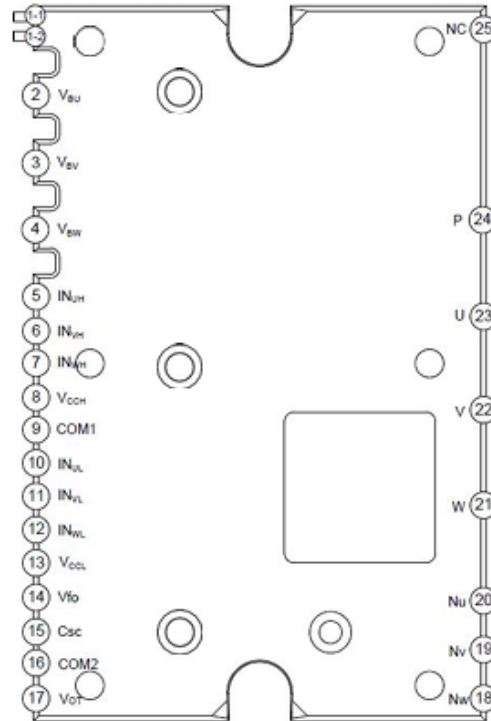 1-1
1-2
2 VBU
3 VBV
4 VBW
5 INUH
6 INVH
7 INWH
8 VCCH
9 COM1
10 INUL
11 INVL
12 INWL
13 VCCL
14 Vfo
15 Csc
16 COM2
17 VOT
NC 25
P 24
U 23
V 22
W 21
Nu 20
Nv 19
Nw 18